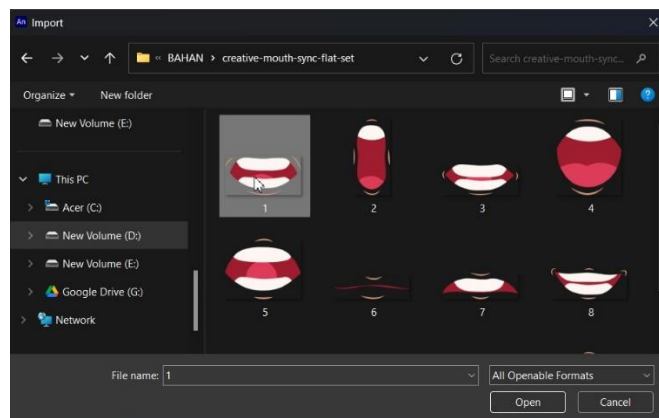 An Import
« BAHAN > creative-mouth-sync-flat-set
Search creative-mouth-sync...
Organize
New folder
New Volume (E:)
This PC
Acer (C:)
New Volume (D:)
New Volume (E:)
Google Drive (G:)
Network
1 2 3 4
5 6 7 8
File name: 1
All Openable Formats
Open
Cancel